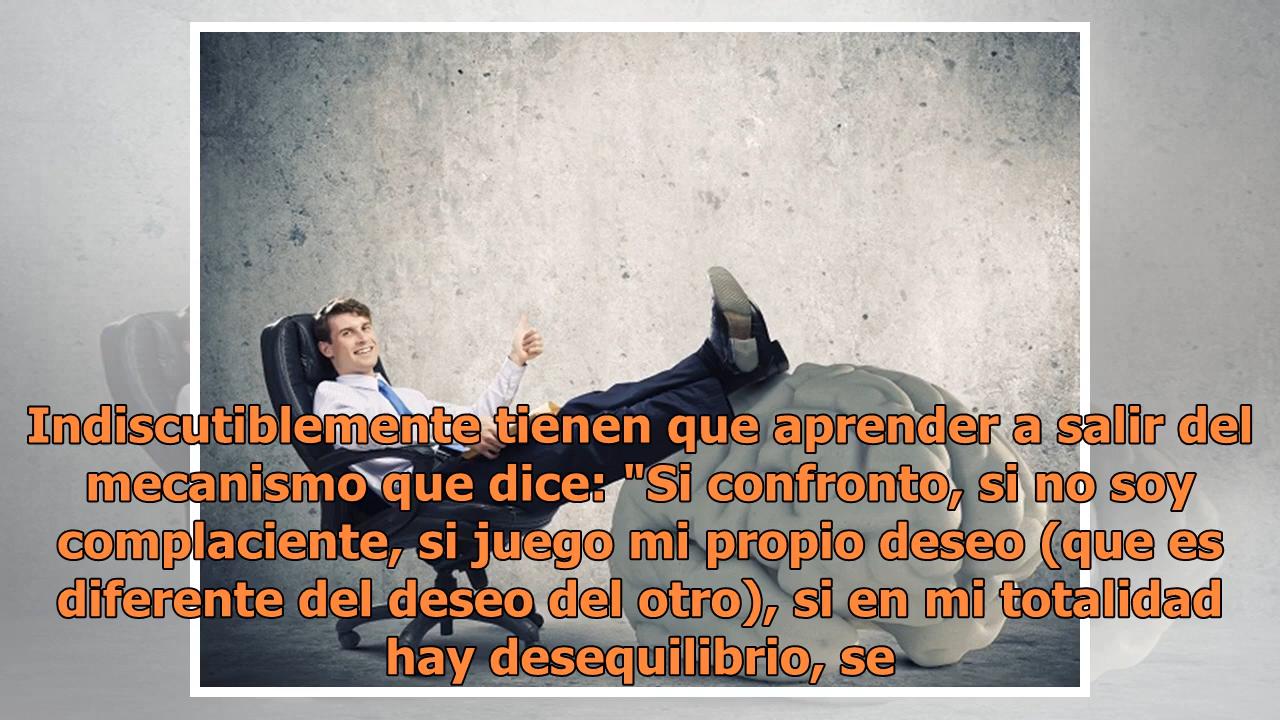 Indiscutiblemente tienen que aprender a salir del
mecanismo que dice: "Si confronto, si no soy
complaciente, si juego mi propio deseo (que es
diferente del deseo del otro), si en mi totalidad
hay desequilibrio, se